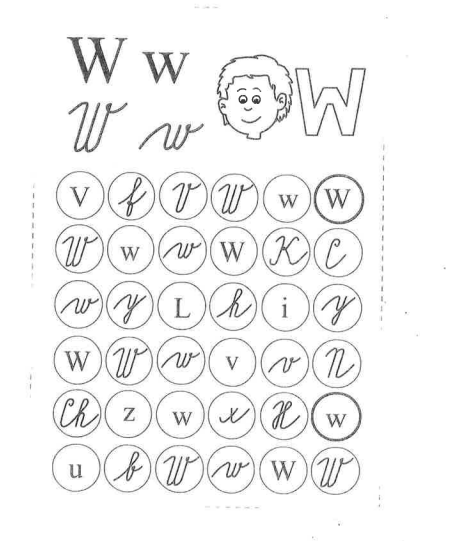 W w W
W w
V f V W w W
W w w W K C
w y L h i y
W W w v v N
Ch z w x H w
u b W w W W